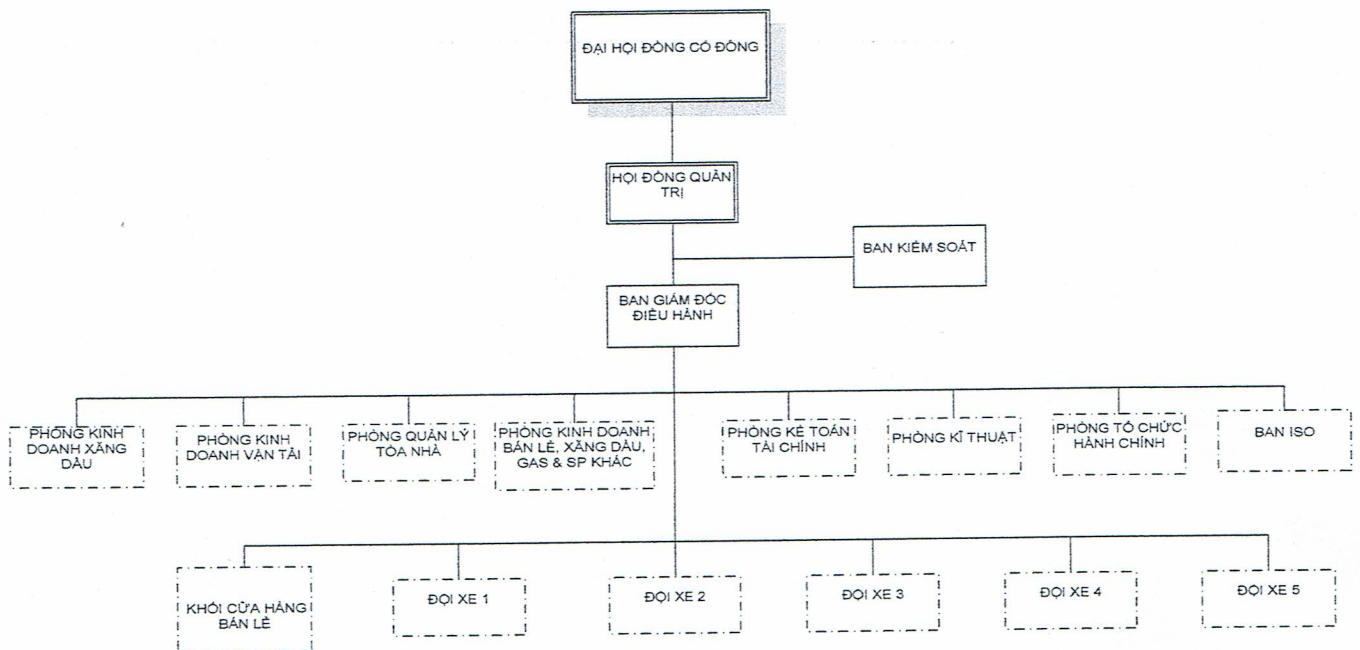 ĐẠI HỘI ĐỒNG CỔ ĐÔNG
HỘI ĐỒNG QUẢN
TRỊ
BAN KIỂM SOÁT
BAN GIÁM ĐỐC
ĐIỀU HÀNH
PHÒNG KINH
DOANH XĂNG
DẦU
PHÒNG KINH
DOANH VẬN TẢI
PHÒNG QUẢN LÝ
TÒA NHÀ
PHÒNG KINH DOANH
BÁN LẺ, XĂNG DẦU,
GAS & SP KHÁC
PHÒNG KẾ TOÁN
TÀI CHÍNH
PHÒNG KĨ THUẬT
PHÒNG TỔ CHỨC
HÀNH CHÍNH
BAN ISO
KHỐI CỬA HÀNG
BÁN LẺ
ĐỘI XE 1
ĐỘI XE 2
ĐỘI XE 3
ĐỘI XE 4
ĐỘI XE 5